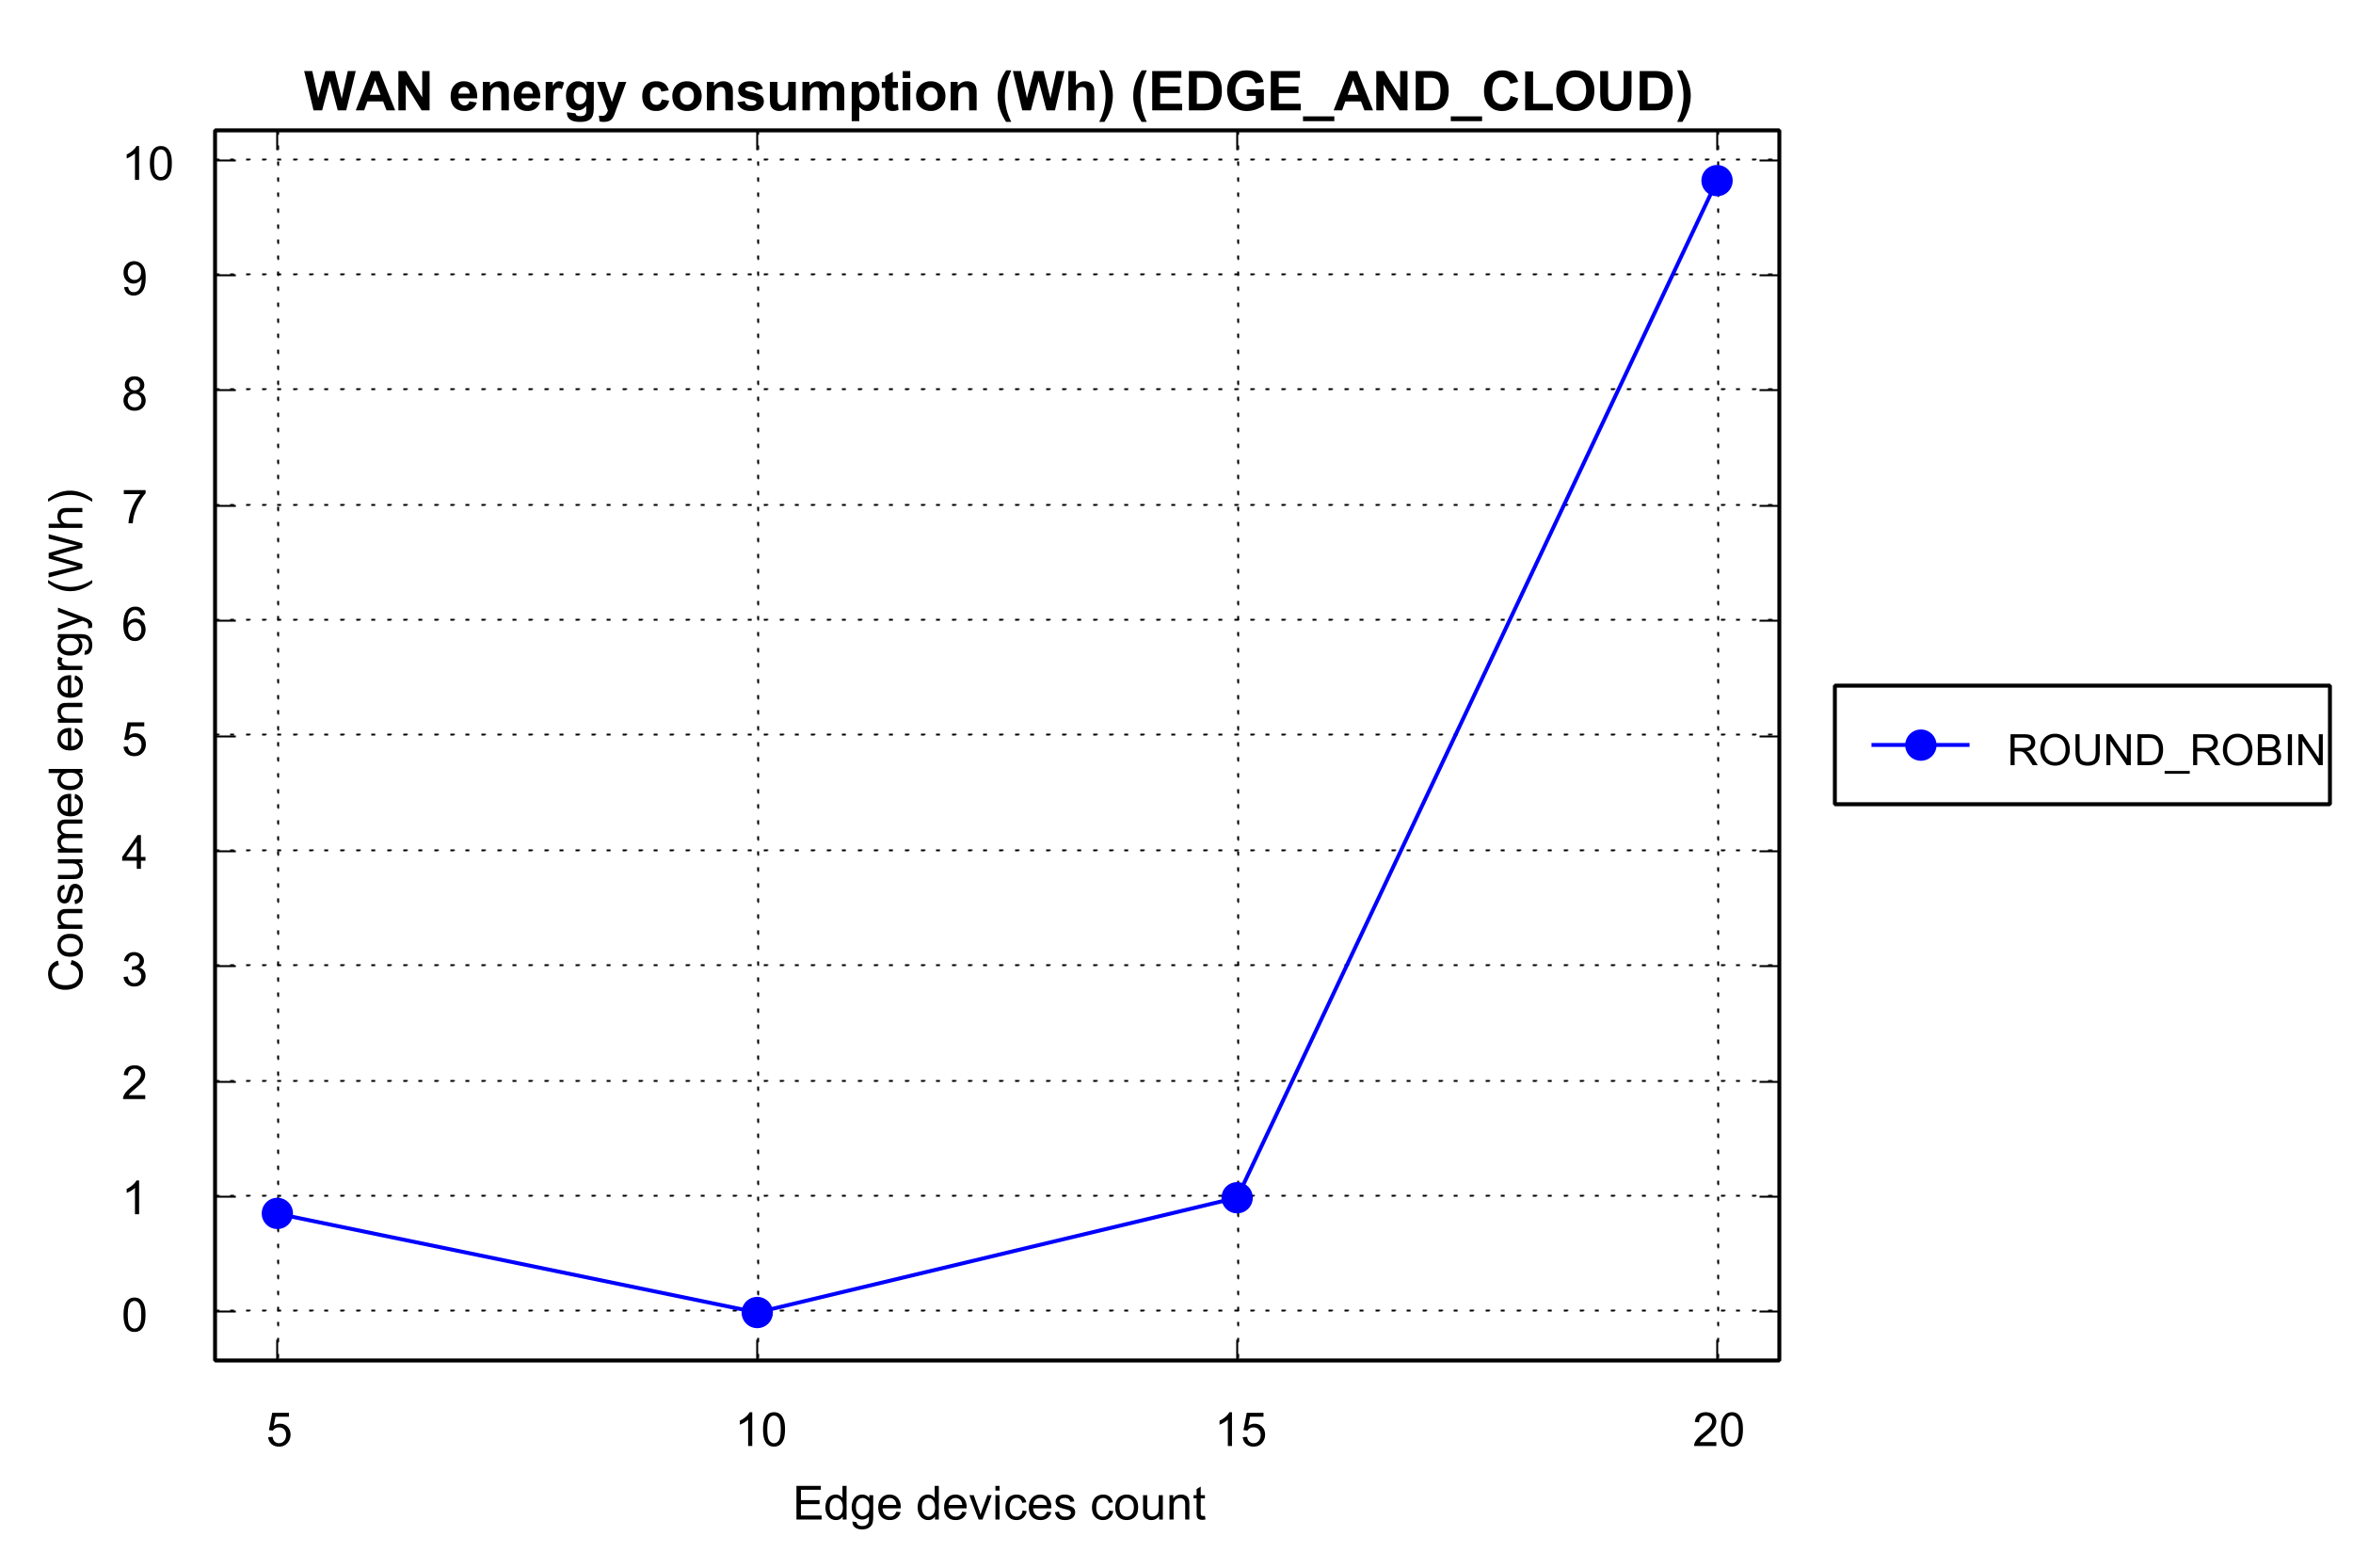 WAN energy consumption (Wh) (EDGE_AND_CLOUD)
Consumed energy (Wh)
10
9
8
7
6
5
4
3
2
1
0
ROUND_ROBIN
5 10 15 20
Edge devices count